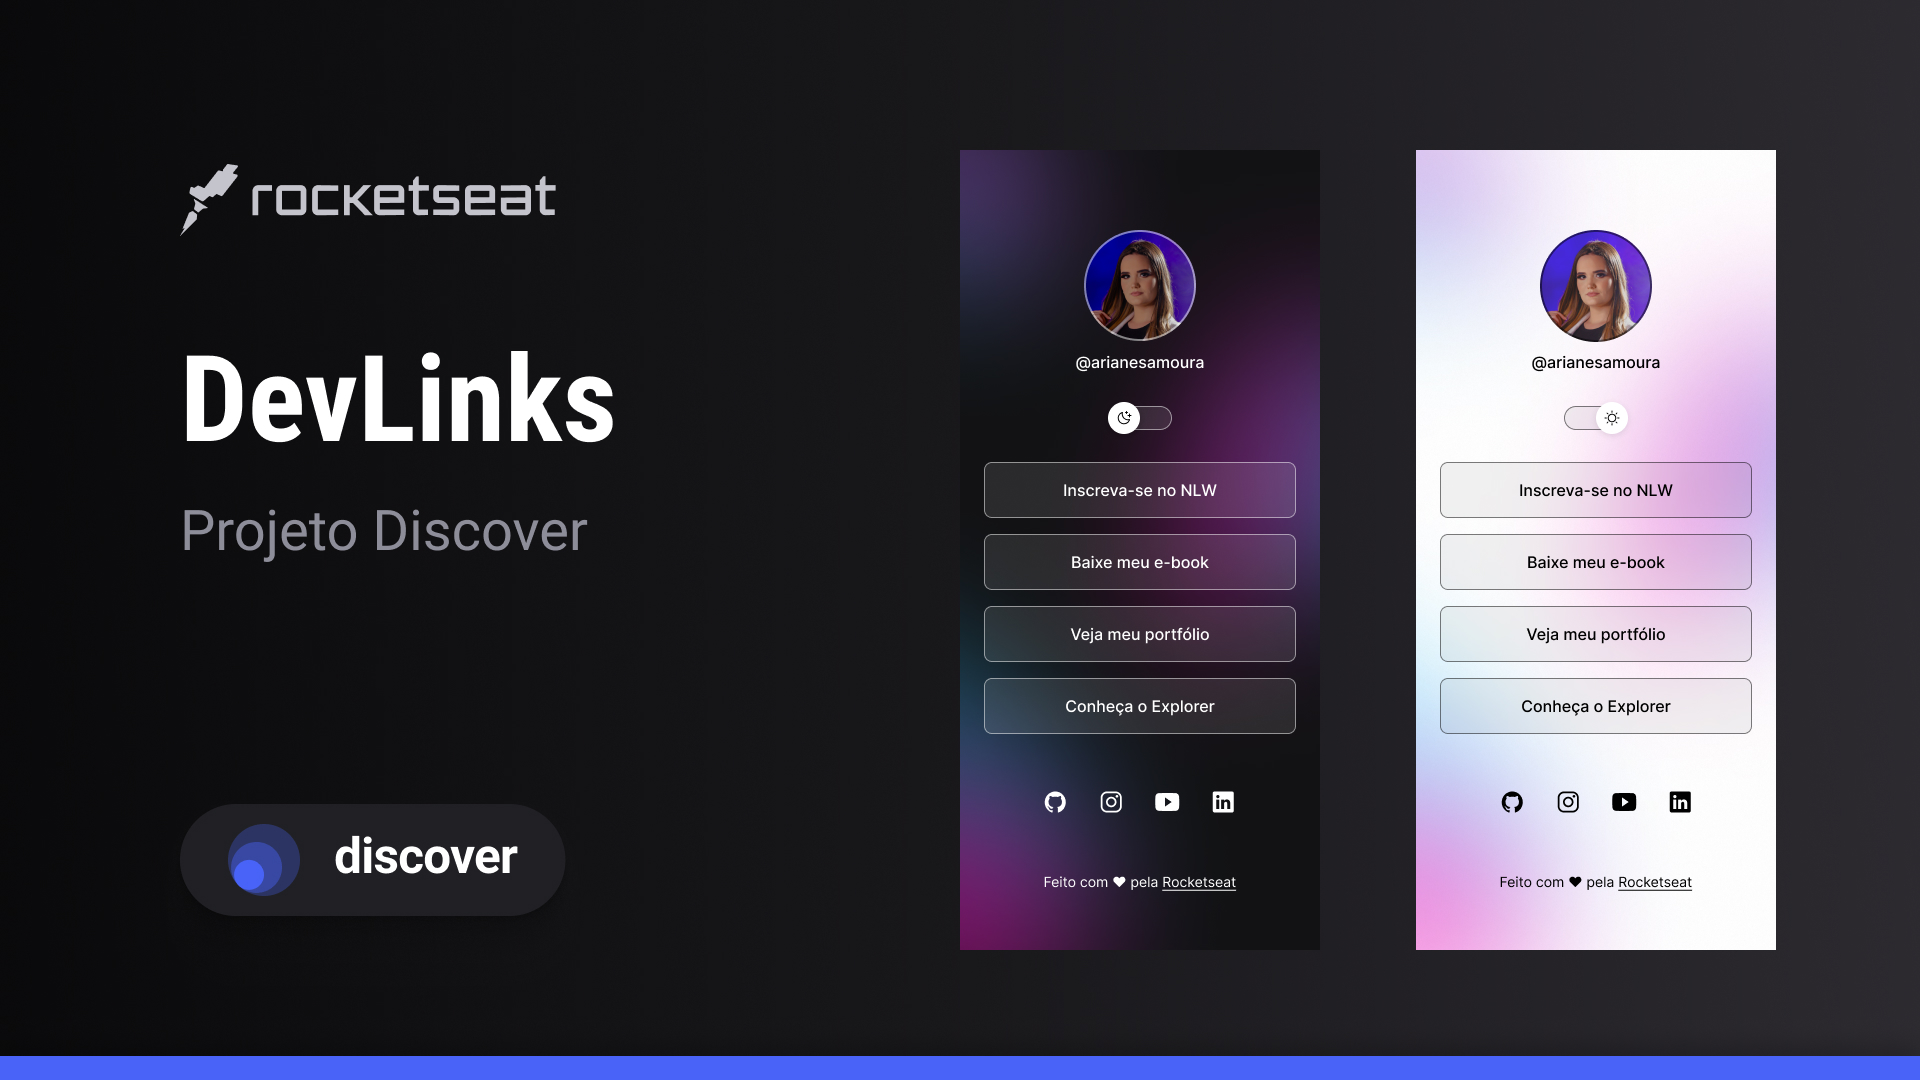 rocketseat
DevLinks
Projeto Discover
discover
@arianesamoura
Inscreva-se no NLW
Baixe meu e-book
Veja meu portfólio
Conheça o Explorer
Feito com ♥ pela Rocketseat
@arianesamoura
Inscreva-se no NLW
Baixe meu e-book
Veja meu portfólio
Conheça o Explorer
Feito com ♥ pela Rocketseat